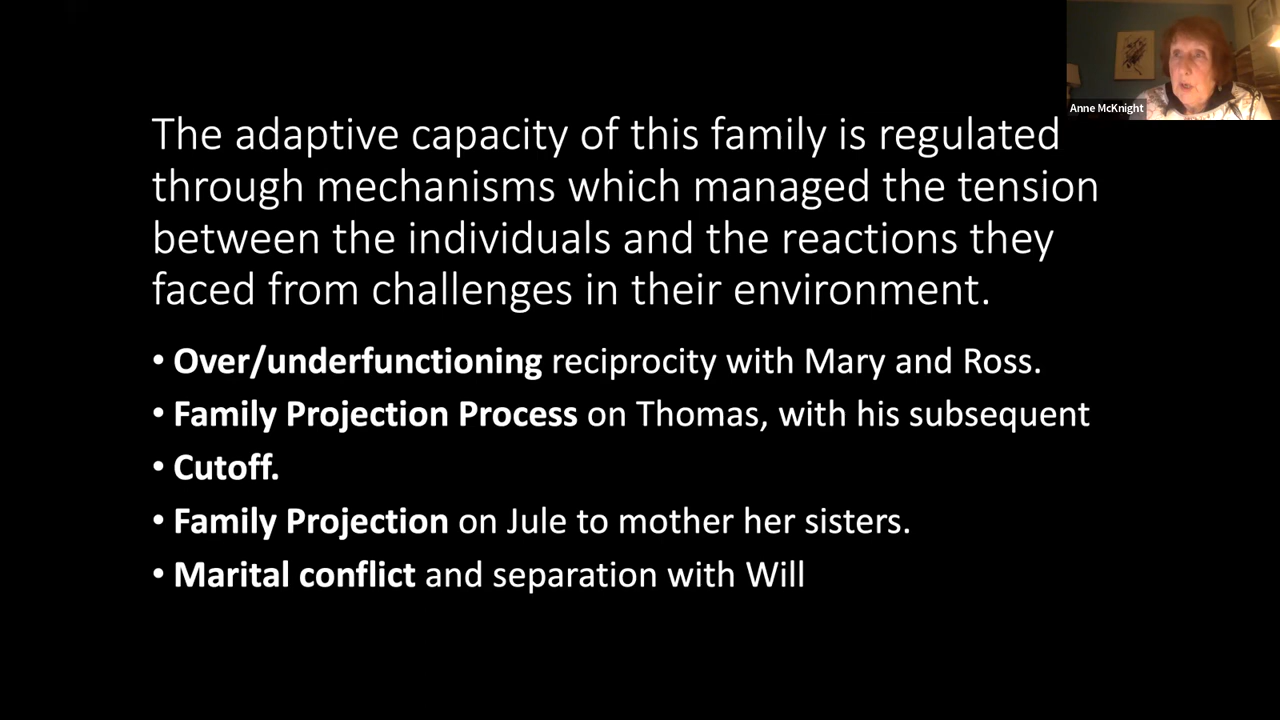 Anne McKnight
The adaptive capacity of this family is regulated
through mechanisms which managed the tension
between the individuals and the reactions they
faced from challenges in their environment.
• Over/underfunctioning reciprocity with Mary and Ross.
• Family Projection Process on Thomas, with his subsequent
• Cutoff.
• Family Projection on Jule to mother her sisters.
• Marital conflict and separation with Will